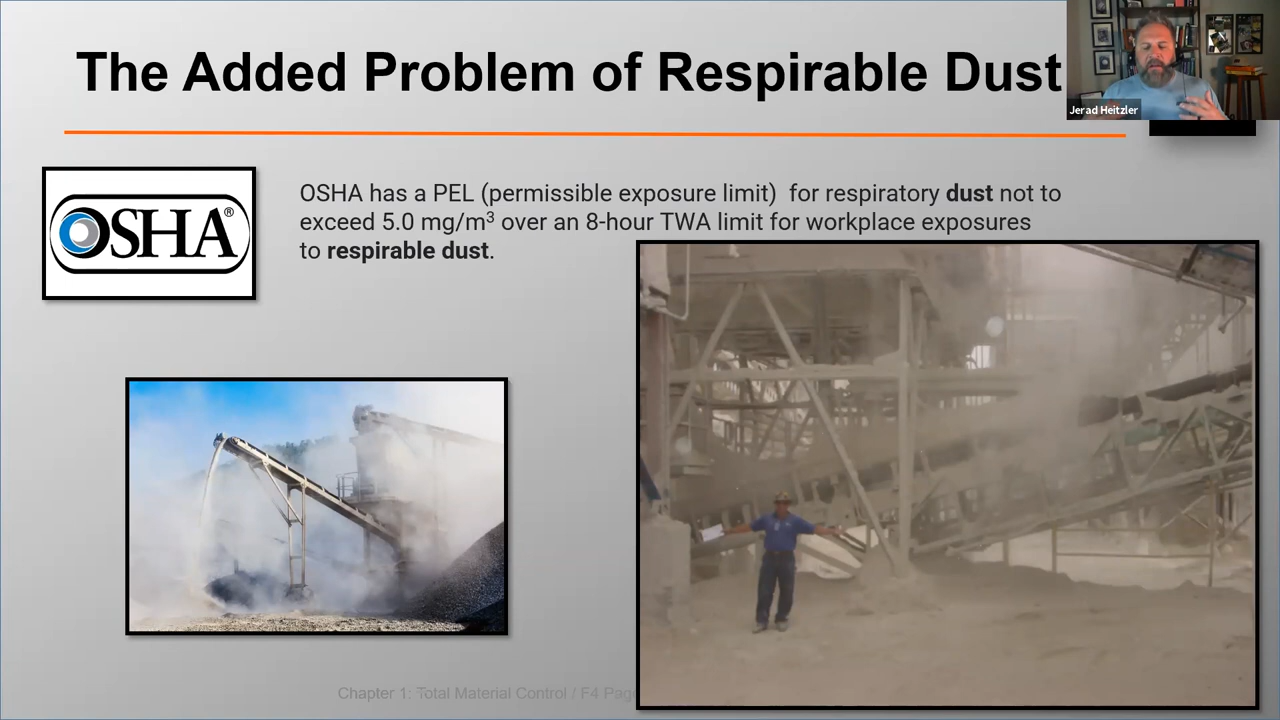 The Added Problem of Respirable Dust
Jerad Heitzler
OSHA®
OSHA has a PEL (permissible exposure limit)  for respiratory dust not to
exceed 5.0 mg/m³ over an 8-hour TWA limit for workplace exposures
to respirable dust.
Chapter 1: Total Material Control / F4 Page